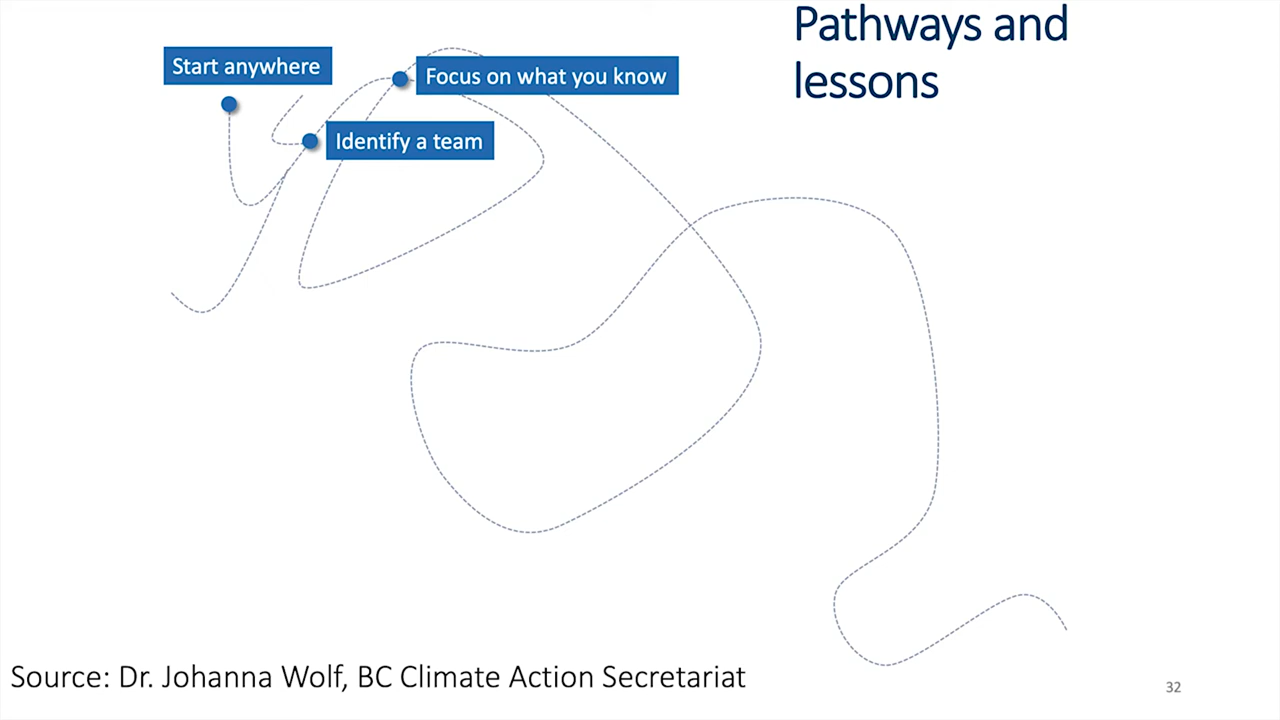 Pathways and
lessons
Start anywhere
Focus on what you know
Identify a team
Source: Dr. Johanna Wolf, BC Climate Action Secretariat
32